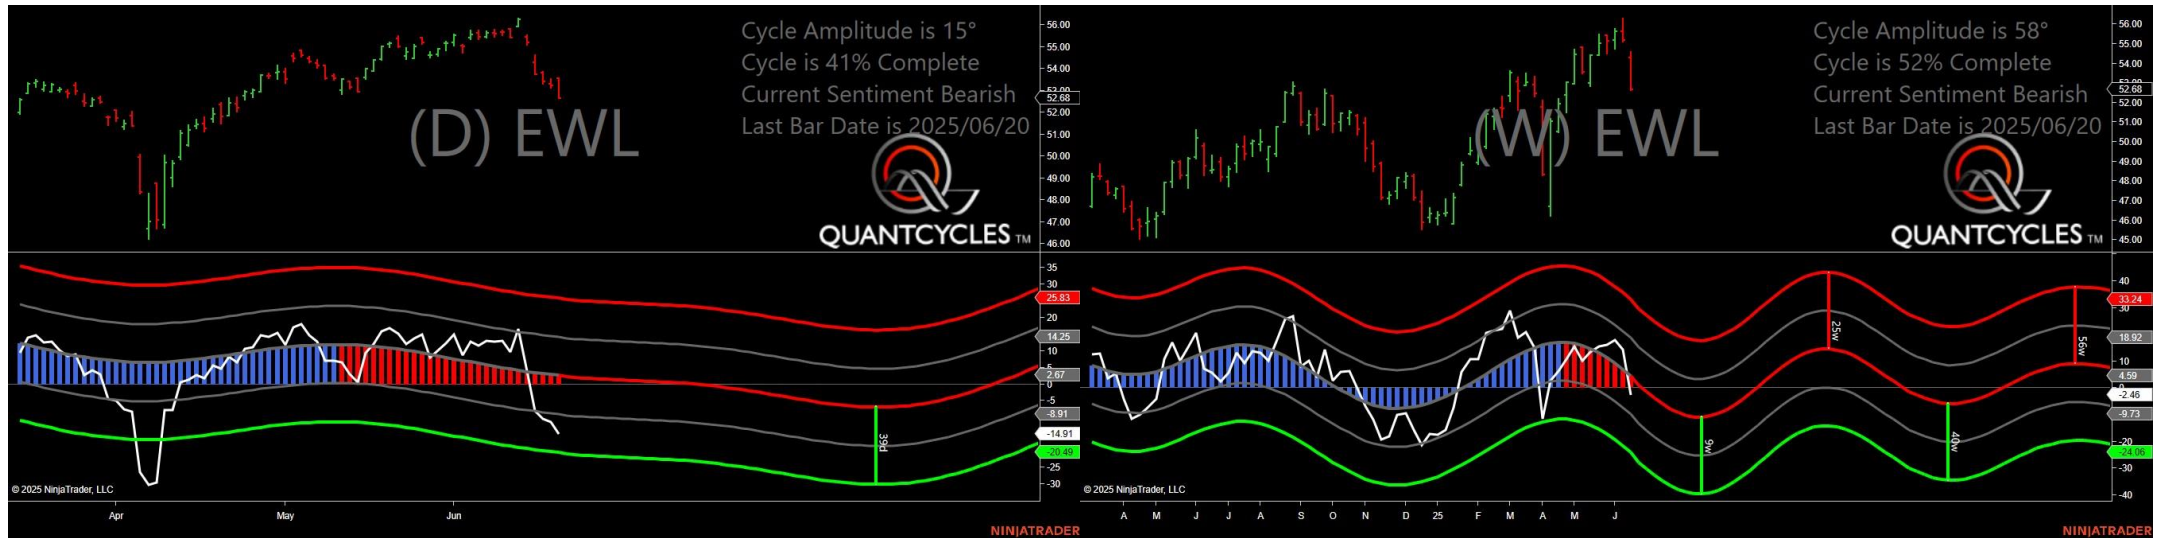 Cycle Amplitude is 15°
Cycle is 41% Complete
Current Sentiment Bearish
Last Bar Date is 2025/06/20
(D) EWL
QUANTCYCLES TM
56.00
55.00
54.00
52.68
52.00
51.00
50.00
49.00
48.00
47.00
46.00
35
30
25.83
20
14.25
10
5
2.67
0
-5
-8.91
-14.91
-20.49
-25
-30
39d
© 2025 NinjaTrader, LLC
Apr
May
Jun
NINJATRADER
Cycle Amplitude is 58°
Cycle is 52% Complete
Current Sentiment Bearish
Last Bar Date is 2025/06/20
(W) EWL
QUANTCYCLES TM
56.00
55.00
54.00
52.68
52.00
51.00
50.00
49.00
48.00
47.00
46.00
45.00
40
33.24
30
18.92
10
4.59
-2.46
-9.73
-20
-24.06
-30
-40
9w
25w
40w
56w
© 2025 NinjaTrader, LLC
A
M
J
J
A
S
O
N
D
25
F
M
A
M
J
NINJATRADER